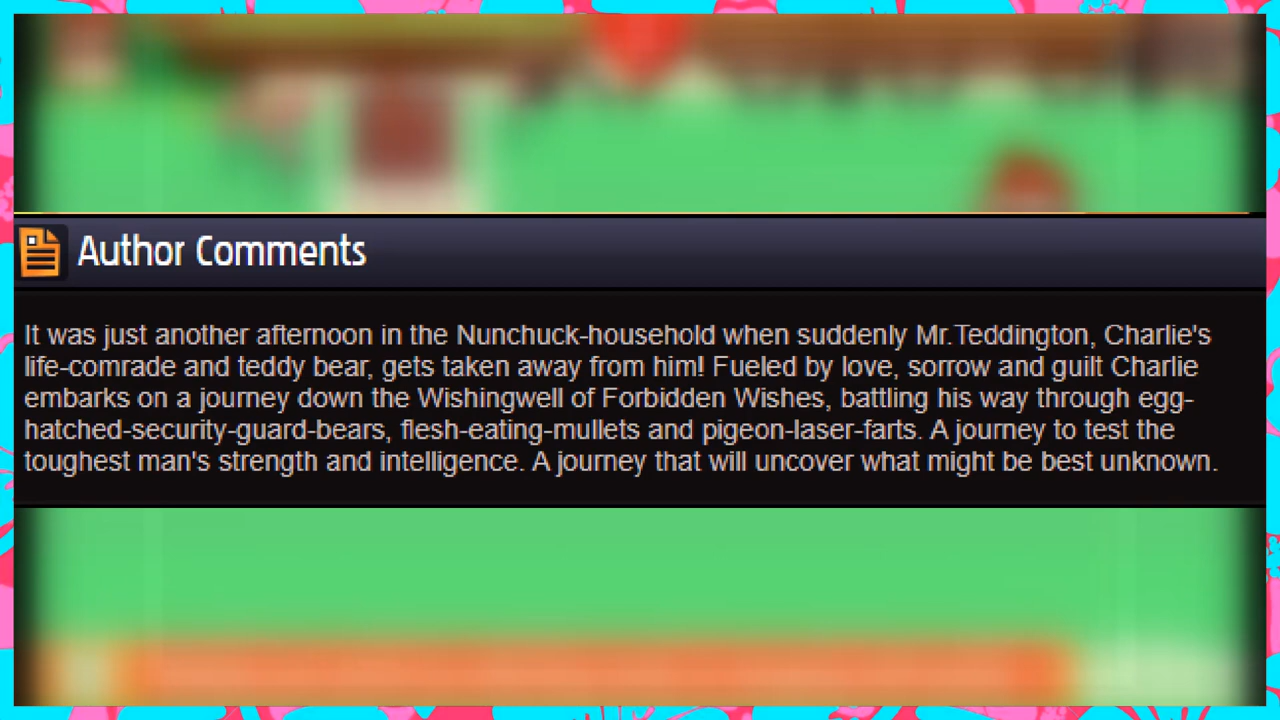 Author Comments
It was just another afternoon in the Nunchuck-household when suddenly Mr.Teddington, Charlie's
life-comrade and teddy bear, gets taken away from him! Fueled by love, sorrow and guilt Charlie
embarks on a journey down the Wishingwell of Forbidden Wishes, battling his way through egg-
hatched-security-guard-bears, flesh-eating-mullets and pigeon-laser-farts. A journey to test the
toughest man's strength and intelligence. A journey that will uncover what might be best unknown.